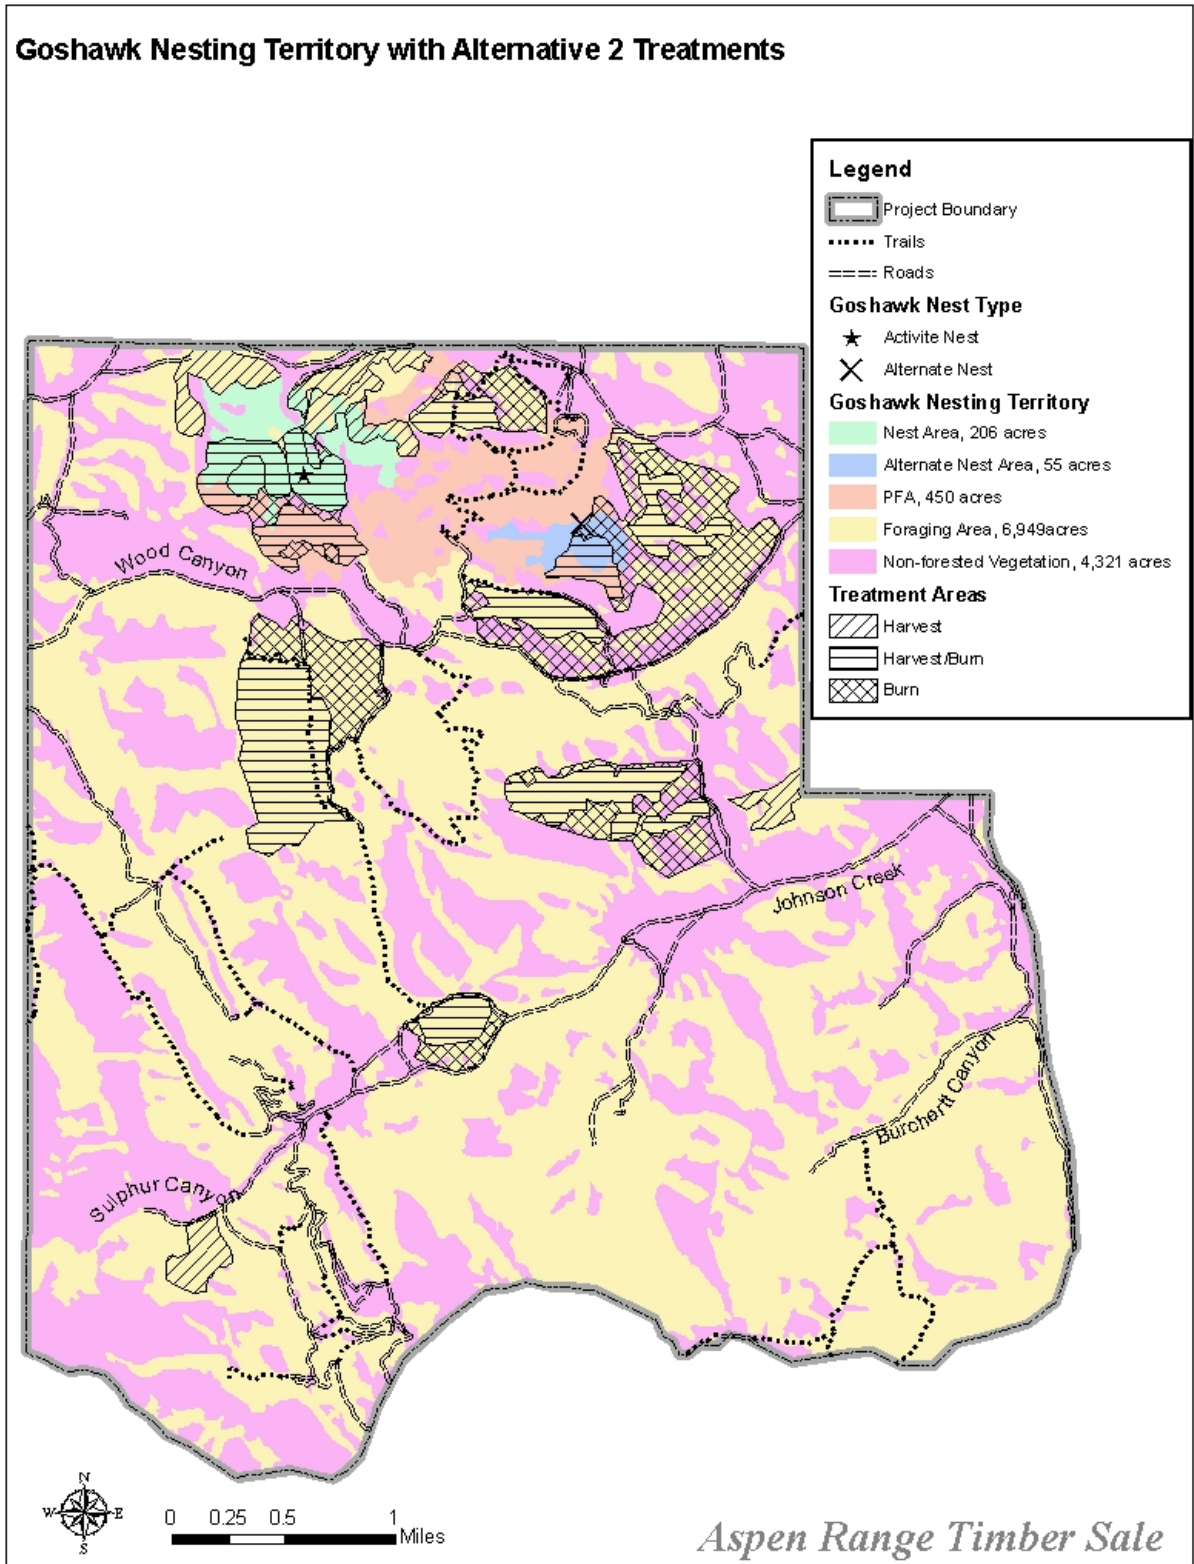 Goshawk Nesting Territory with Alternative 2 Treatments
Legend
Project Boundary
Trails
Roads
Goshawk Nest Type
Activite Nest
Alternate Nest
Goshawk Nesting Territory
Nest Area, 206 acres
Alternate Nest Area, 55 acres
PFA, 450 acres
Foraging Area, 6,949acres
Non-forested Vegetation, 4,321 acres
Treatment Areas
Harvest
Harvest/Burn
Burn
Wood Canyon
Johnson Creek
Burchertt Canyon
Sulphur Canyon
N
W E
S
0 0.25 0.5 1
Miles
Aspen Range Timber Sale